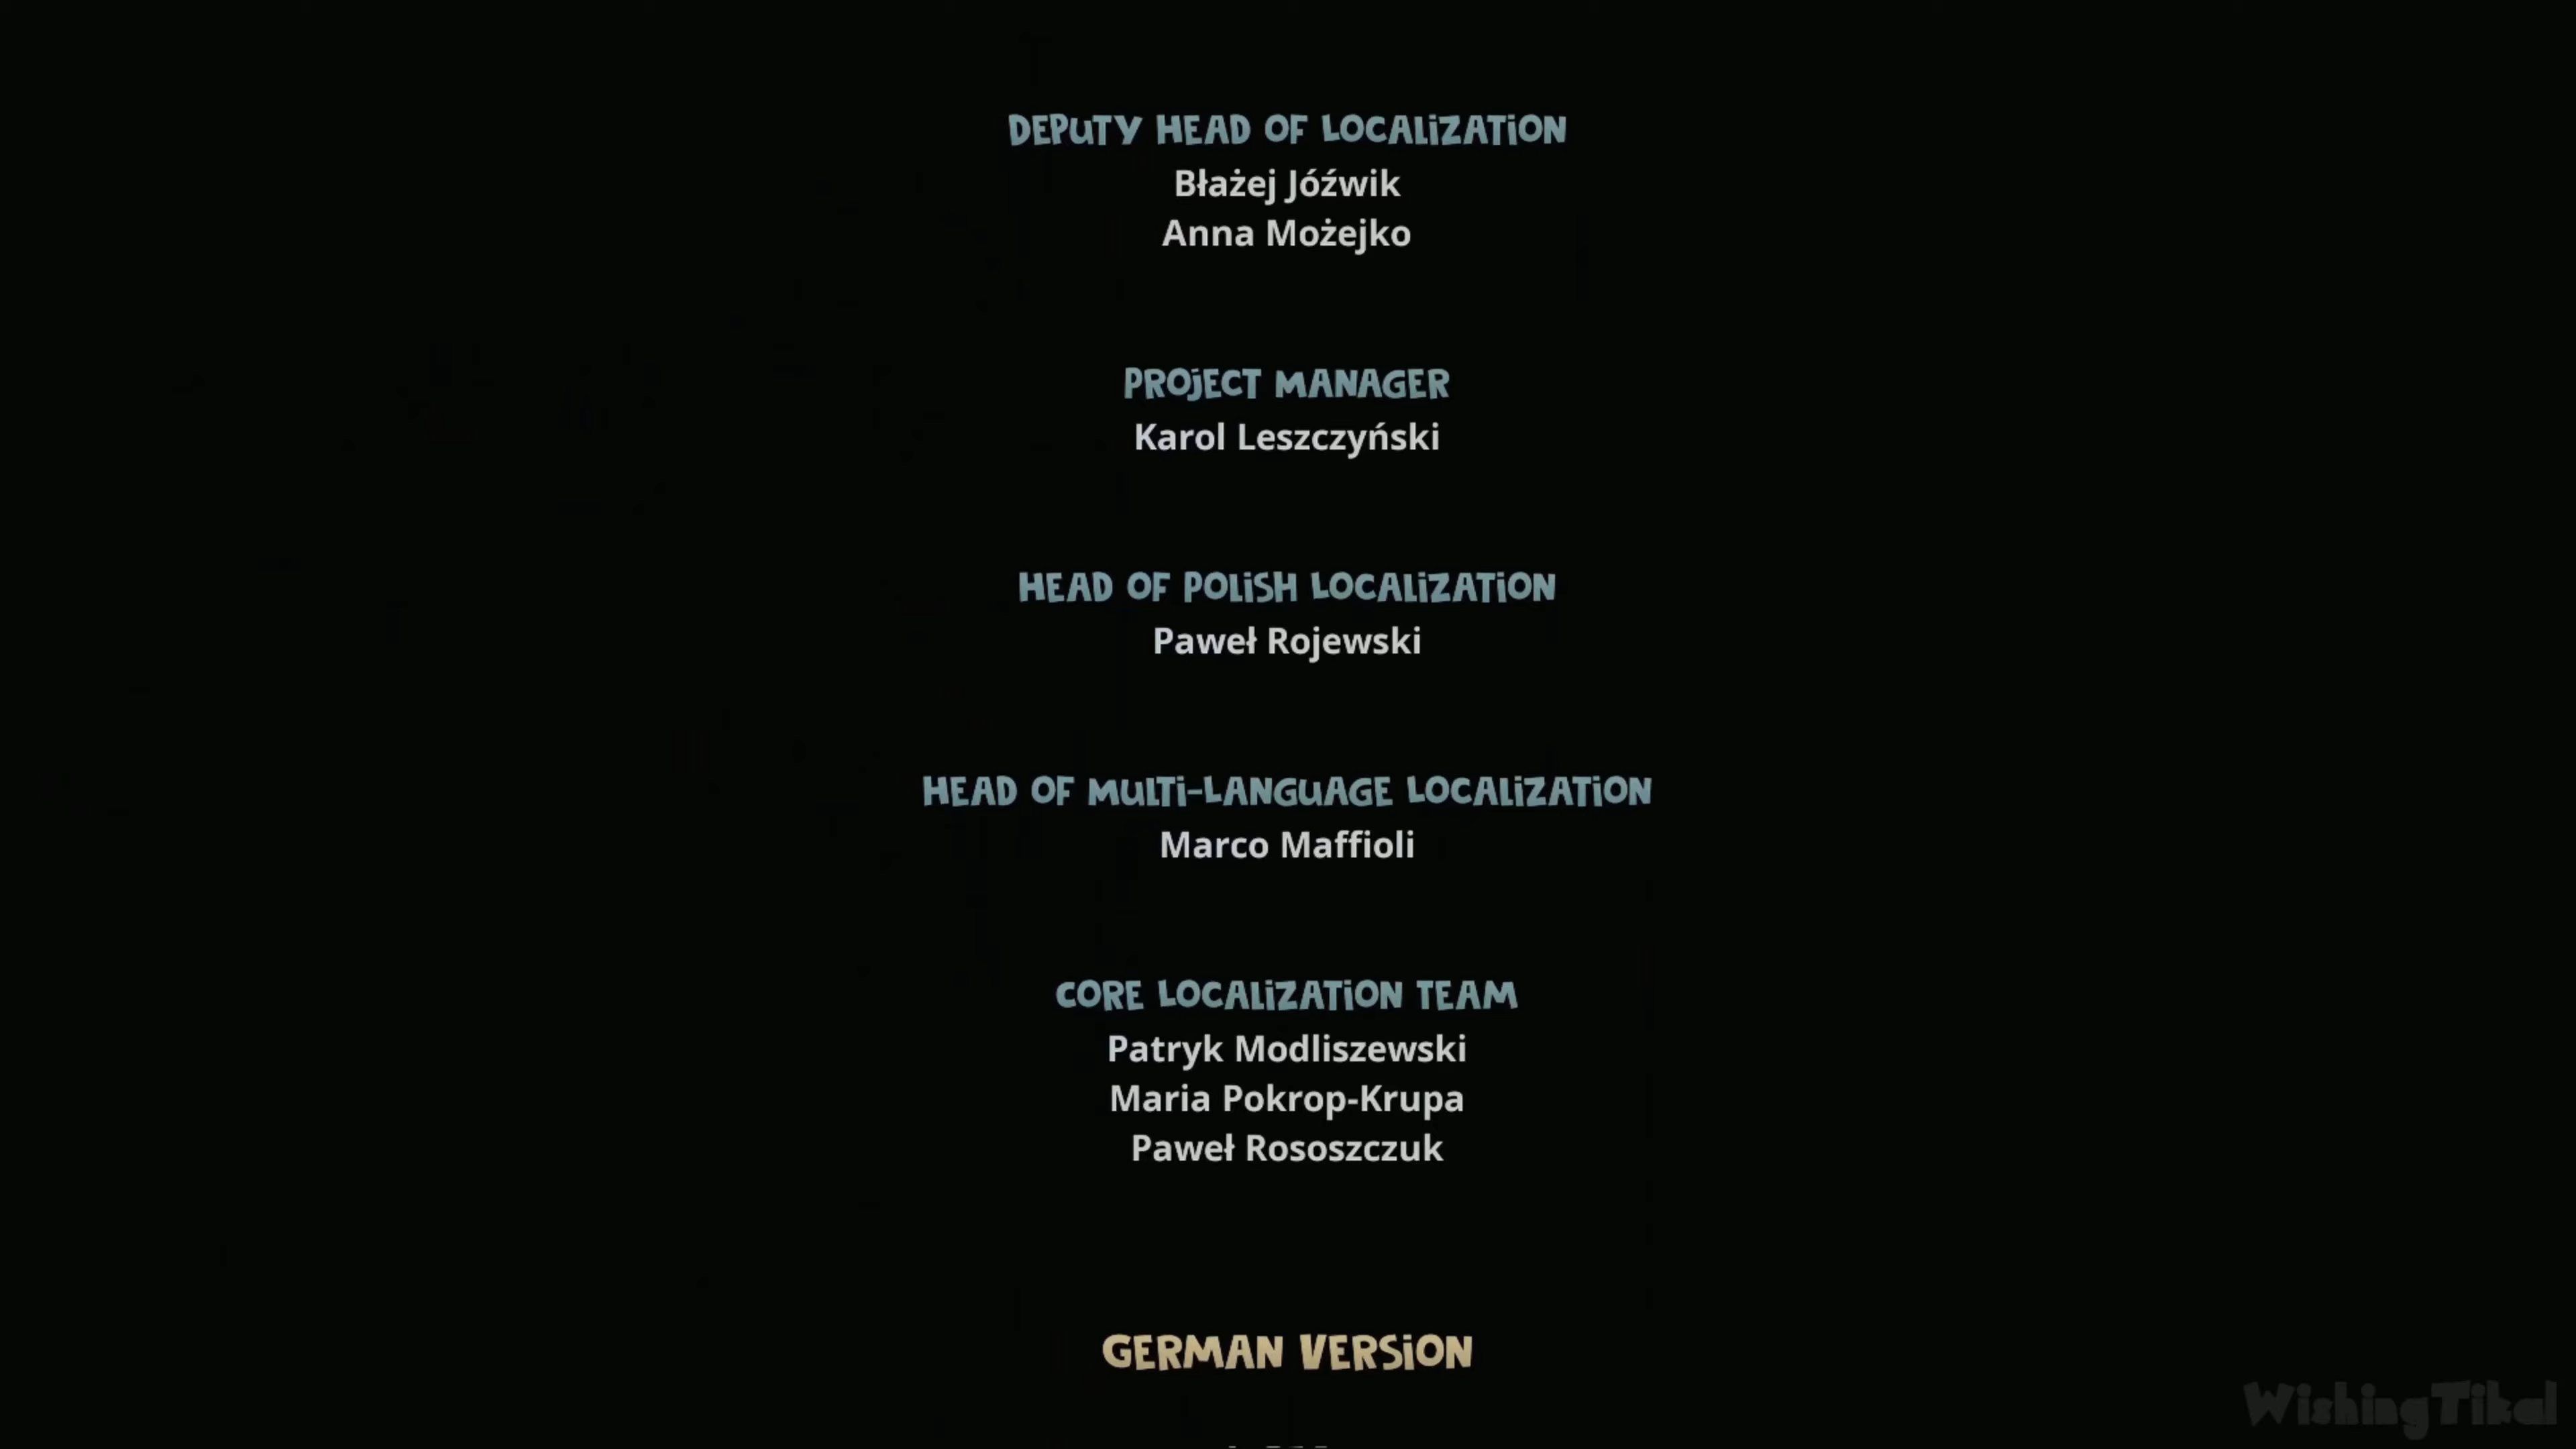 DEPUTY HEAD OF LOCALIZATION
Błażej Jóźwik
Anna Możejko
PROJECT MANAGER
Karol Leszczyński
HEAD OF POLISH LOCALIZATION
Paweł Rojewski
HEAD OF MULTI-LANGUAGE LOCALIZATION
Marco Maffioli
CORE LOCALIZATION TEAM
Patryk Modliszewski
Maria Pokrop-Krupa
Paweł Rososzczuk
GERMAN VERSION
WishingTikal